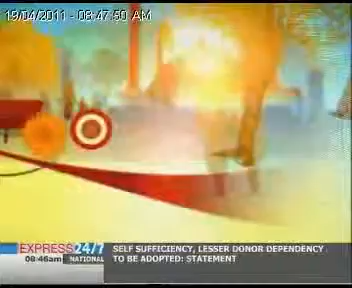 19/04/2011 - 08:47:50 AM
EXPRESS 24/7
SELF SUFFICIENCY, LESSER DONOR DEPENDENCY
08:46am NATIONAL
TO BE ADOPTED: STATEMENT